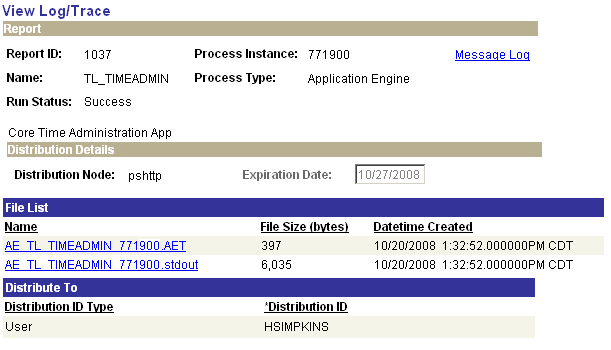 View Log/Trace
Report
Report ID: 1037 Process Instance: 771900 Message Log
Name: TL_TIMEADMIN Process Type: Application Engine
Run Status: Success
Core Time Administration App
Distribution Details
Distribution Node: pshttp Expiration Date: 10/27/2008
File List
Name File Size (bytes) Datetime Created
AE_TL_TIMEADMIN_771900.AET 397 10/20/2008 1:32:52.000000PM CDT
AE_TL_TIMEADMIN_771900.stdout 6,035 10/20/2008 1:32:52.000000PM CDT
Distribute To
Distribution ID Type *Distribution ID
User HSIMPKINS